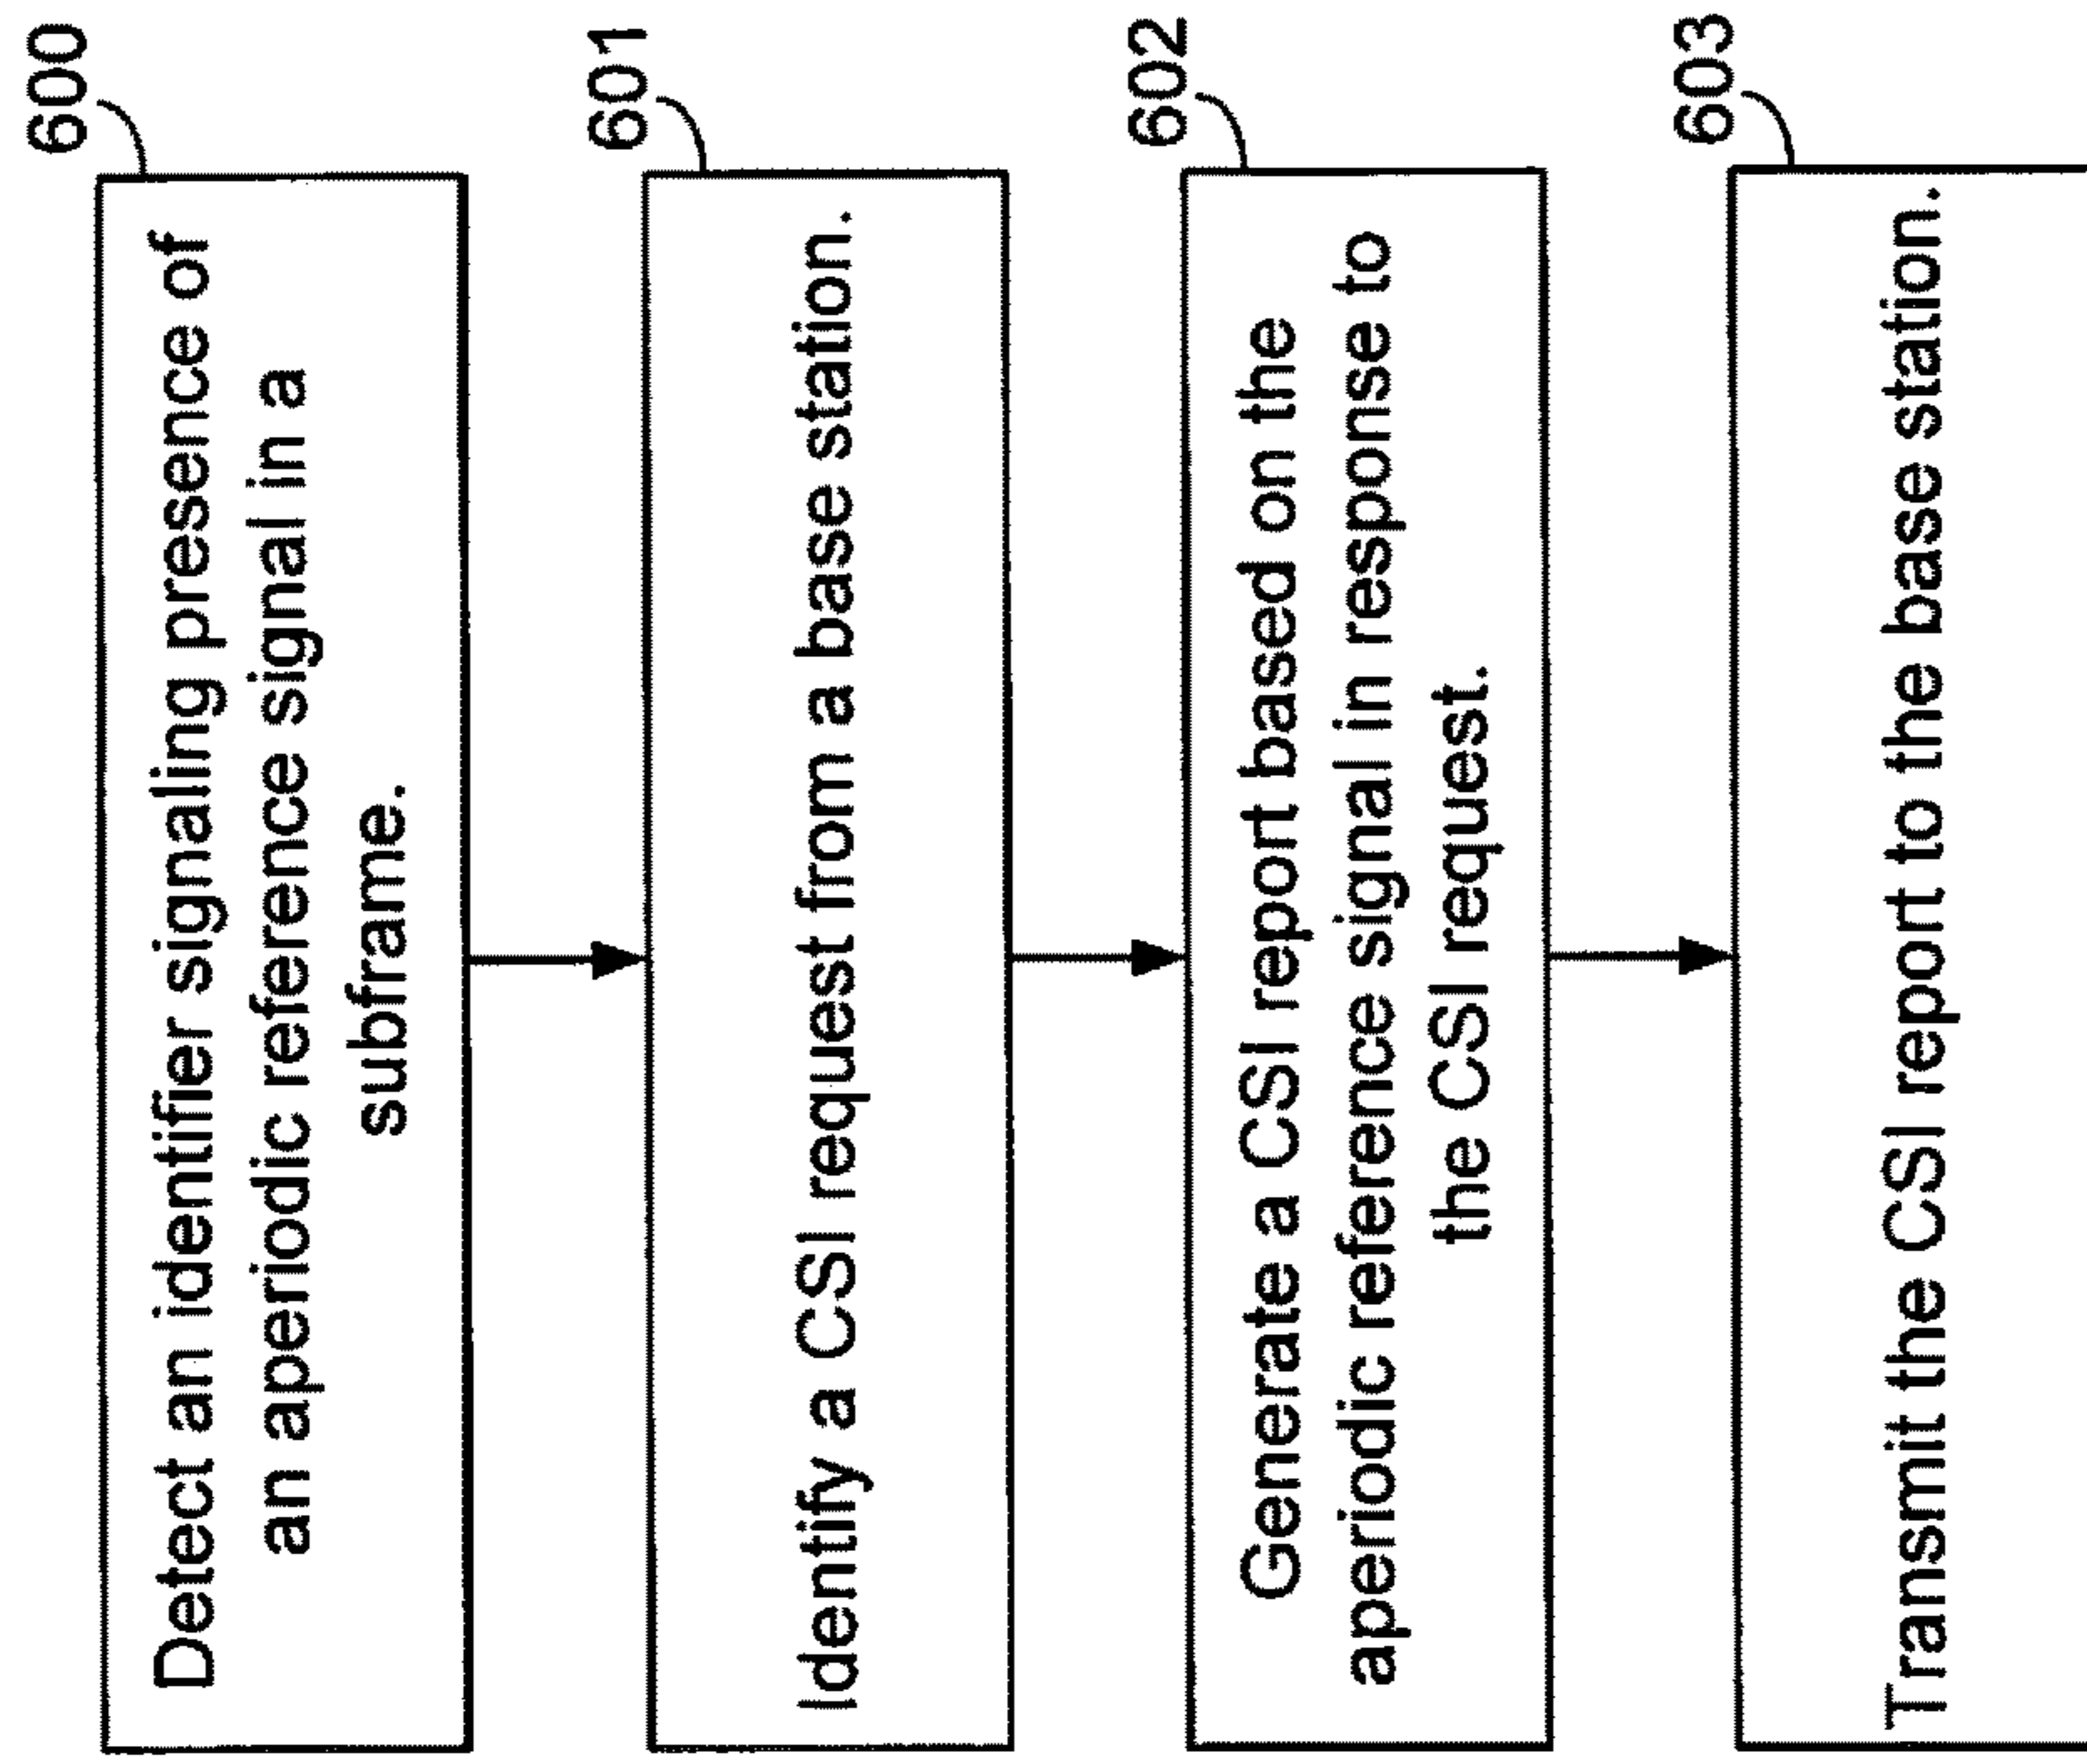 600
Detect an identifier signaling presence of
an aperiodic reference signal in a
subframe.
601
Identify a CSI request from a base station.
602
Generate a CSI report based on the
aperiodic reference signal in response to
the CSI request.
603
Transmit the CSI report to the base station.